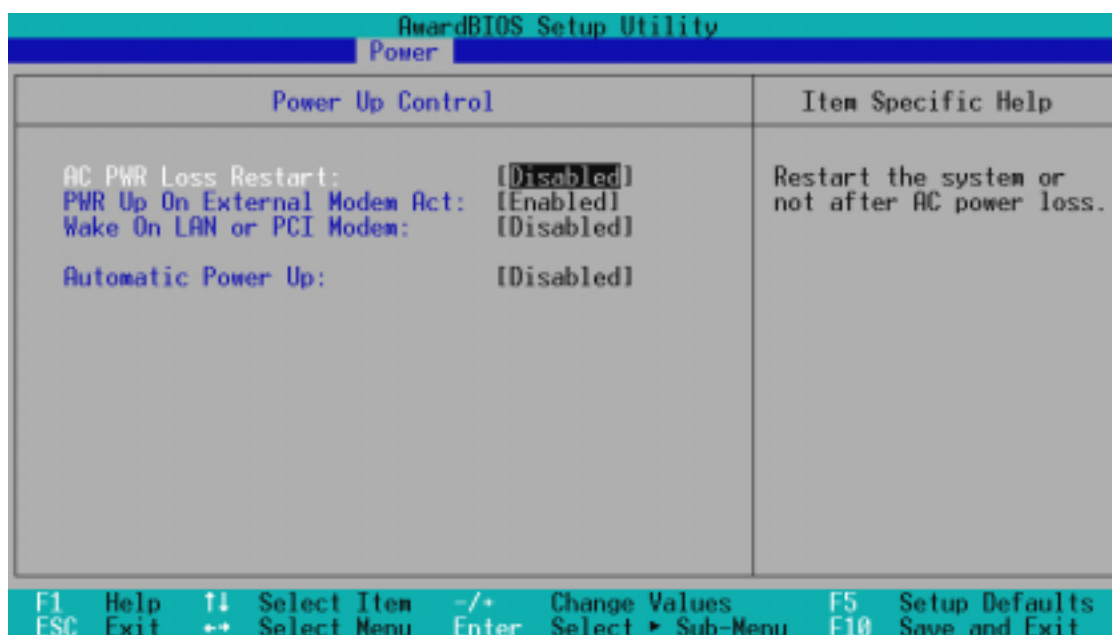 AwardBIOS Setup Utility
Power
Power Up Control
Item Specific Help
AC PWR Loss Restart: [Disabled]
PWR Up On External Modem Act: [Enabled]
Wake On LAN or PCI Modem: [Disabled]
Automatic Power Up: [Disabled]
Restart the system or
not after AC power loss.
F1 Help ↑↓ Select Item -/+ Change Values F5 Setup Defaults
ESC Exit ←→ Select Menu Enter Select ► Sub-Menu F10 Save and Exit